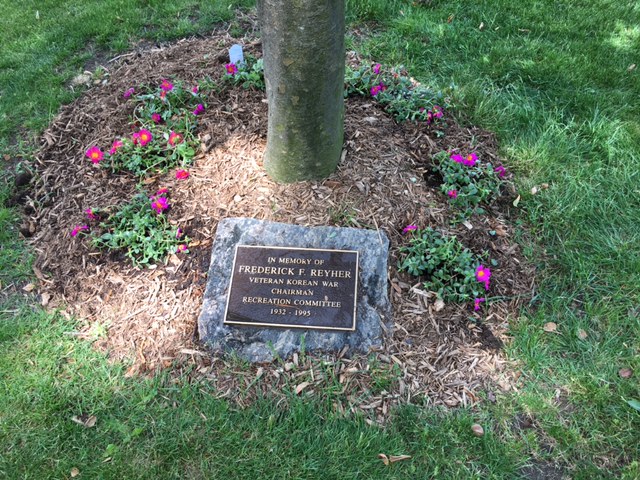 IN MEMORY OF
FREDERICK F. REYHER
VETERAN KOREAN WAR
CHAIRMAN
RECREATION COMMITTEE
1932 - 1995